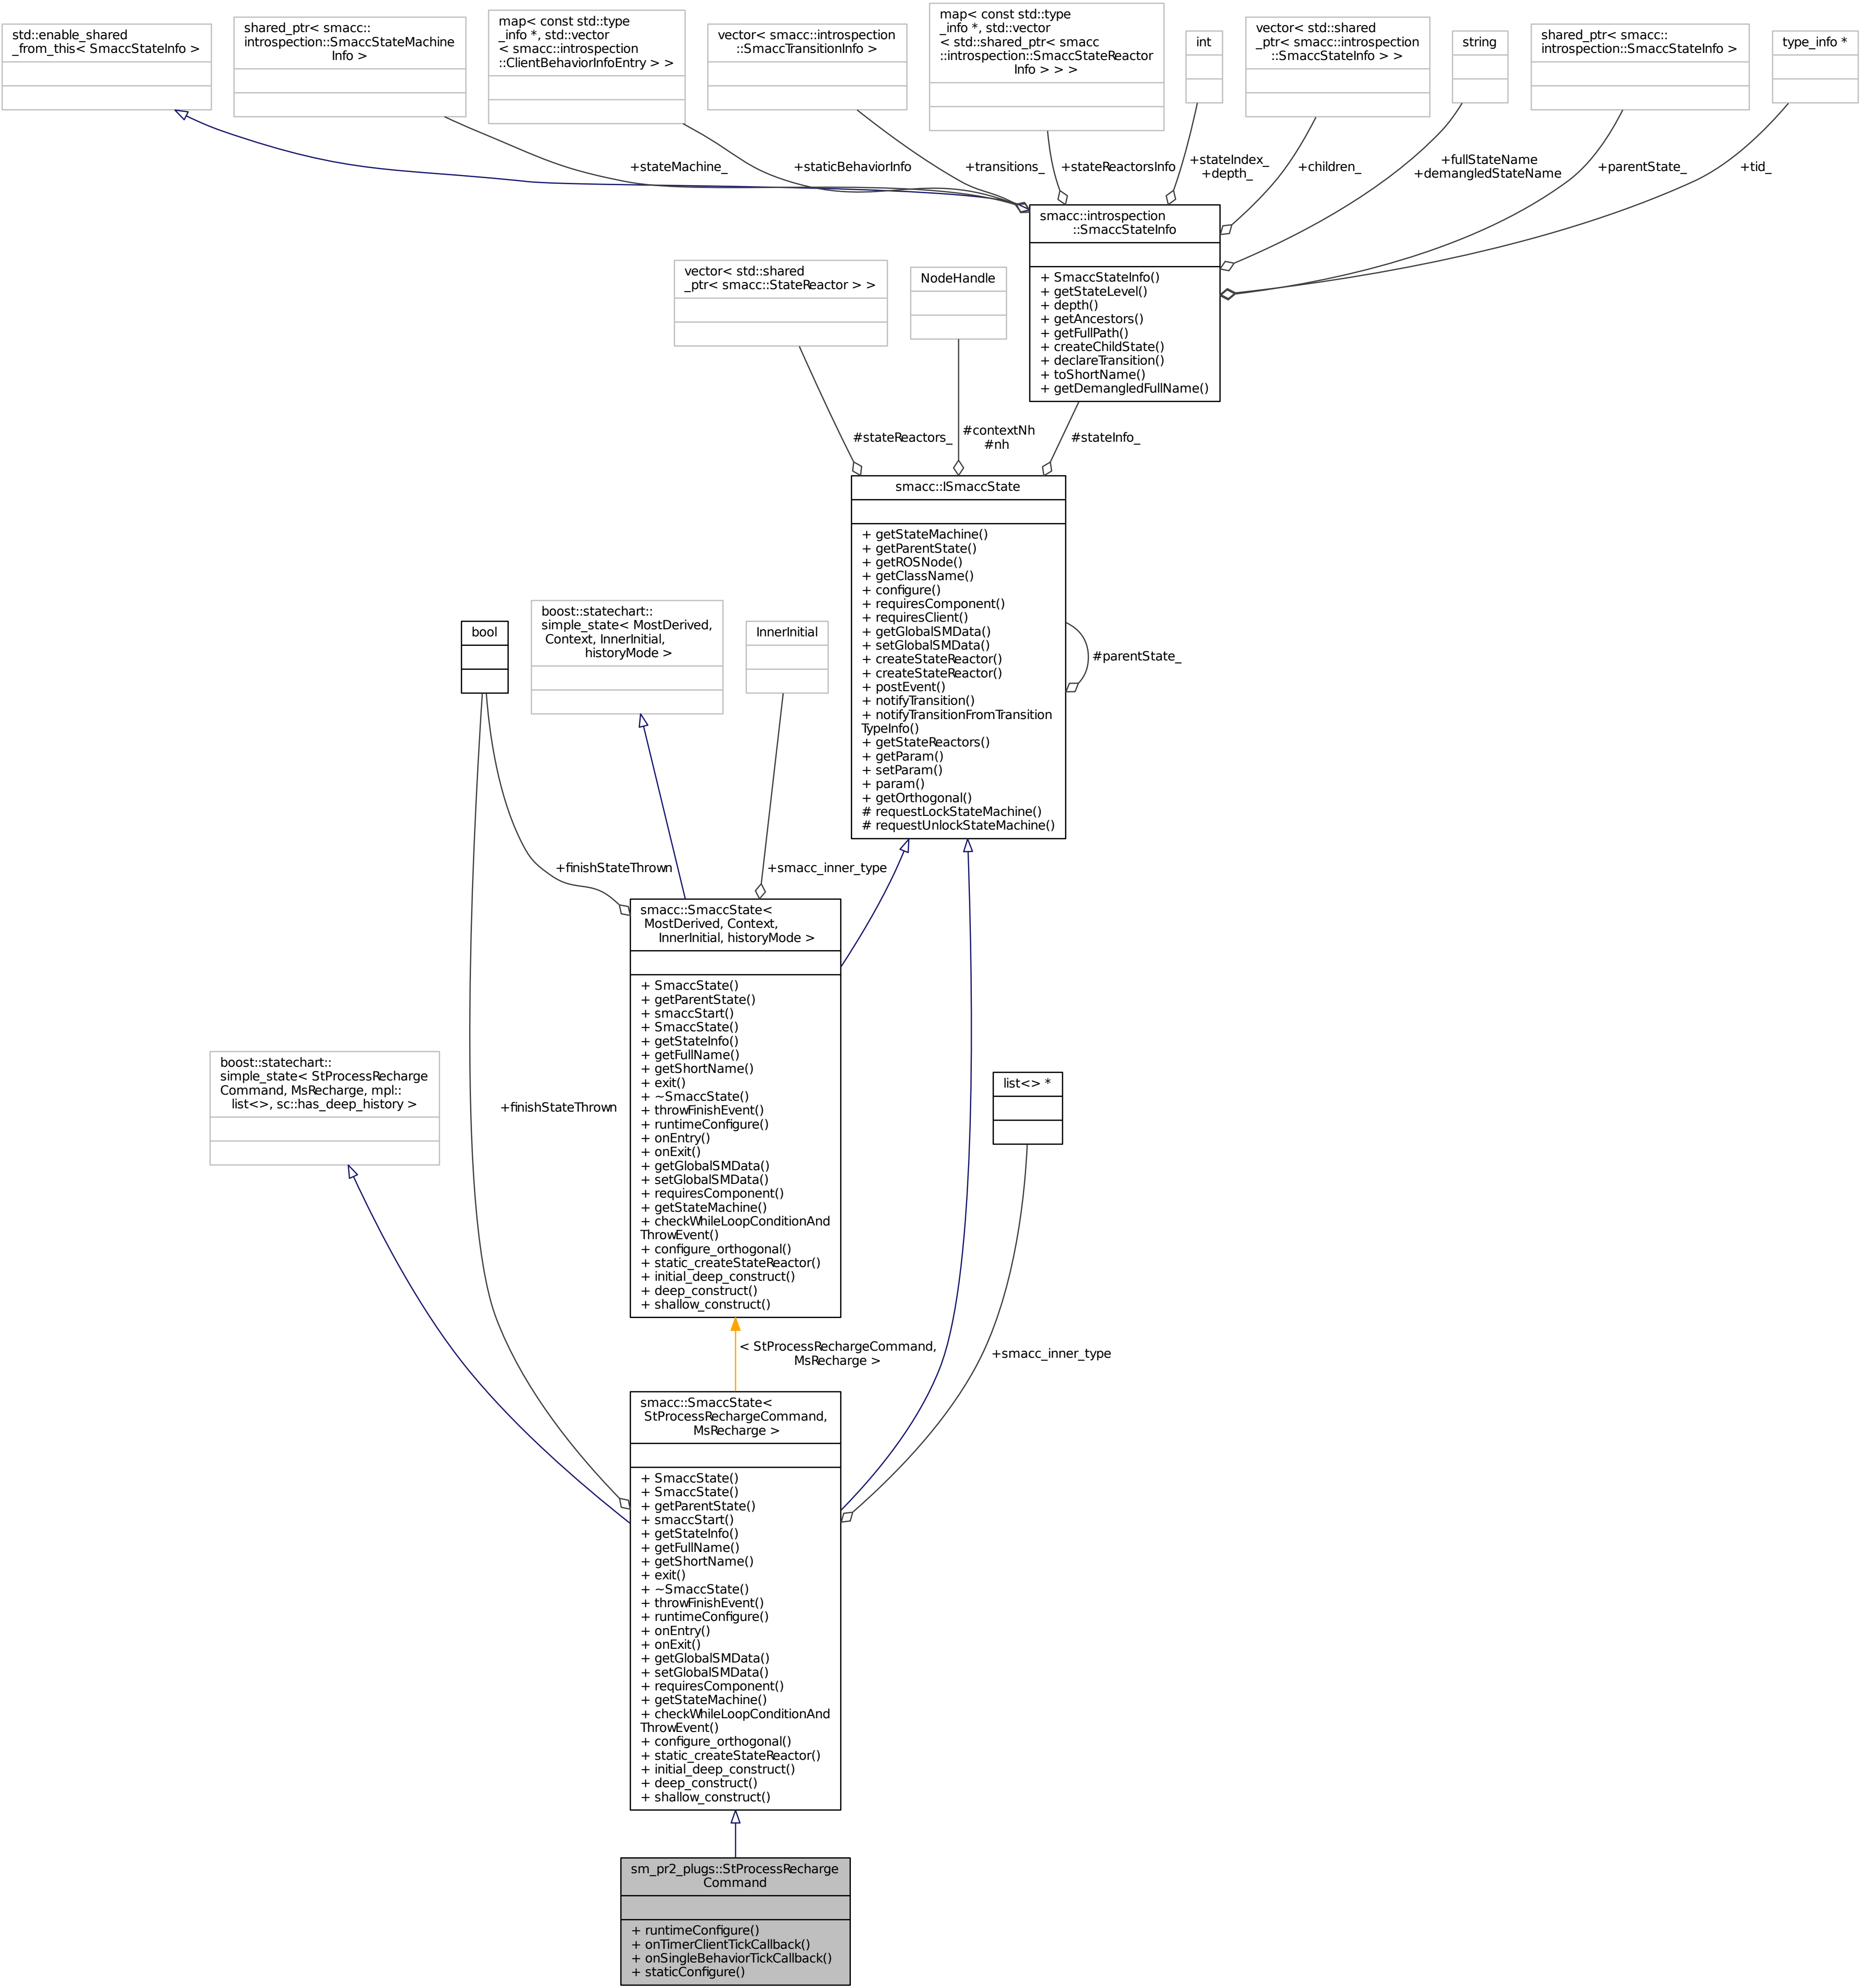 std::enable_shared
_from_this< SmaccStateInfo >
shared_ptr< smacc::
introspection::SmaccStateMachine
Info >
map< const std::type
_info *, std::vector
< smacc::introspection
::ClientBehaviorInfoEntry > >
vector< smacc::introspection
::SmaccTransitionInfo >
map< const std::type
_info *, std::vector
< std::shared_ptr< smacc
::introspection::SmaccStateReactor
Info > > >
int
vector< std::shared
_ptr< smacc::introspection
::SmaccStateInfo > >
string
shared_ptr< smacc::
introspection::SmaccStateInfo >
type_info *
+stateMachine_
+staticBehaviorInfo
+transitions_
+stateReactorsInfo
+stateIndex_
+depth_
+children_
+fullStateName
+demangledStateName
+parentState_
+tid_
smacc::introspection
::SmaccStateInfo
+ SmaccStateInfo()
+ getStateLevel()
+ depth()
+ getAncestors()
+ getFullPath()
+ createChildState()
+ declareTransition()
+ toShortName()
+ getDemangledFullName()
vector< std::shared
_ptr< smacc::StateReactor > >
NodeHandle
#stateReactors_
#contextNh
#nh
#stateInfo_
smacc::ISmaccState
+ getStateMachine()
+ getParentState()
+ getROSNode()
+ getClassName()
+ configure()
+ requiresComponent()
+ requiresClient()
+ getGlobalSMData()
+ setGlobalSMData()
+ createStateReactor()
+ createStateReactor()
+ postEvent()
+ notifyTransition()
+ notifyTransitionFromTransition
TypeInfo()
+ getStateReactors()
+ getParam()
+ setParam()
+ param()
+ getOrthogonal()
# requestLockStateMachine()
# requestUnlockStateMachine()
#parentState_
bool
boost::statechart::
simple_state< MostDerived,
Context, InnerInitial,
historyMode >
InnerInitial
+finishStateThrown
+smacc_inner_type
smacc::SmaccState<
MostDerived, Context,
InnerInitial, historyMode >
+ SmaccState()
+ getParentState()
+ smaccStart()
+ SmaccState()
+ getStateInfo()
+ getFullName()
+ getShortName()
+ exit()
+ ~SmaccState()
+ throwFinishEvent()
+ runtimeConfigure()
+ onEntry()
+ onExit()
+ getGlobalSMData()
+ setGlobalSMData()
+ requiresComponent()
+ getStateMachine()
+ checkWhileLoopConditionAnd
ThrowEvent()
+ configure_orthogonal()
+ static_createStateReactor()
+ initial_deep_construct()
+ deep_construct()
+ shallow_construct()
boost::statechart::
simple_state< StProcessRecharge
Command, MsRecharge, mpl::
list<>, sc::has_deep_history >
+finishStateThrown
list<> *
< StProcessRechargeCommand,
MsRecharge >
+smacc_inner_type
smacc::SmaccState<
StProcessRechargeCommand,
MsRecharge >
+ SmaccState()
+ SmaccState()
+ getParentState()
+ smaccStart()
+ getStateInfo()
+ getFullName()
+ getShortName()
+ exit()
+ ~SmaccState()
+ throwFinishEvent()
+ runtimeConfigure()
+ onEntry()
+ onExit()
+ getGlobalSMData()
+ setGlobalSMData()
+ requiresComponent()
+ getStateMachine()
+ checkWhileLoopConditionAnd
ThrowEvent()
+ configure_orthogonal()
+ static_createStateReactor()
+ initial_deep_construct()
+ deep_construct()
+ shallow_construct()
sm_pr2_plugs::StProcessRecharge
Command
+ runtimeConfigure()
+ onTimerClientTickCallback()
+ onSingleBehaviorTickCallback()
+ staticConfigure()